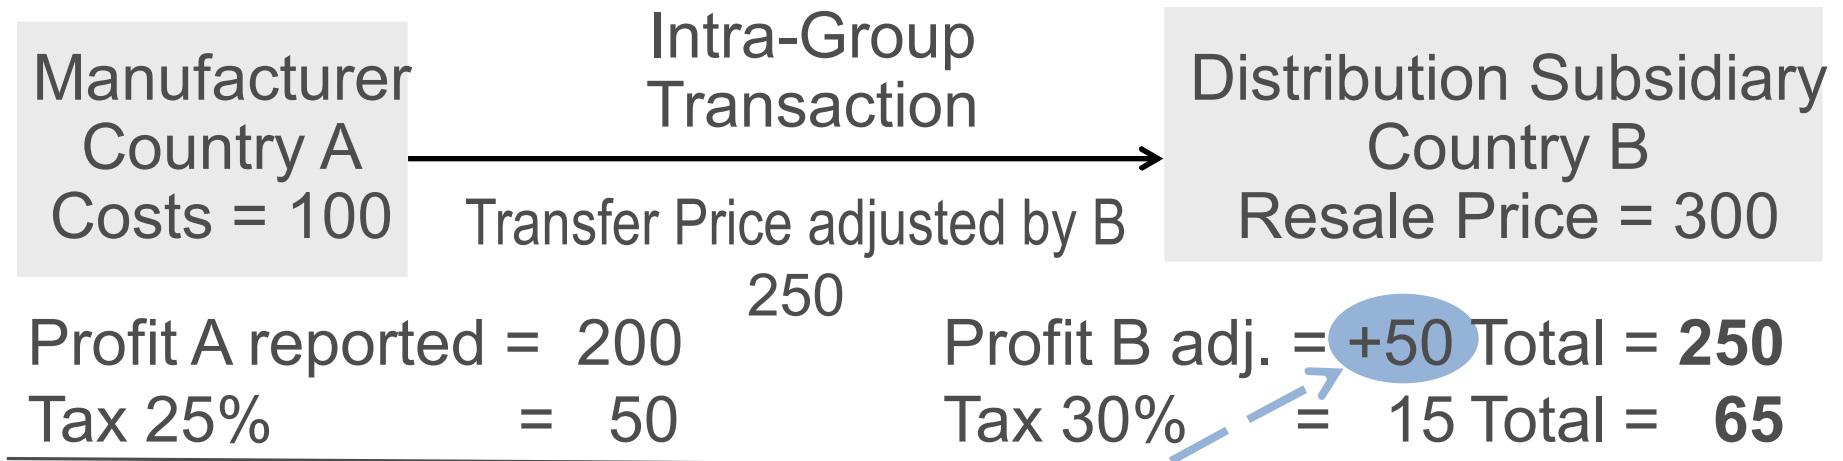 Manufacturer
Country A
Costs = 100
Intra-Group
Transaction
Transfer Price adjusted by B
250
Distribution Subsidiary
Country B
Resale Price = 300
Profit A reported = 200
Profit B adj. = +50 Total = 250
Tax 25% = 50
Tax 30% = 15 Total = 65